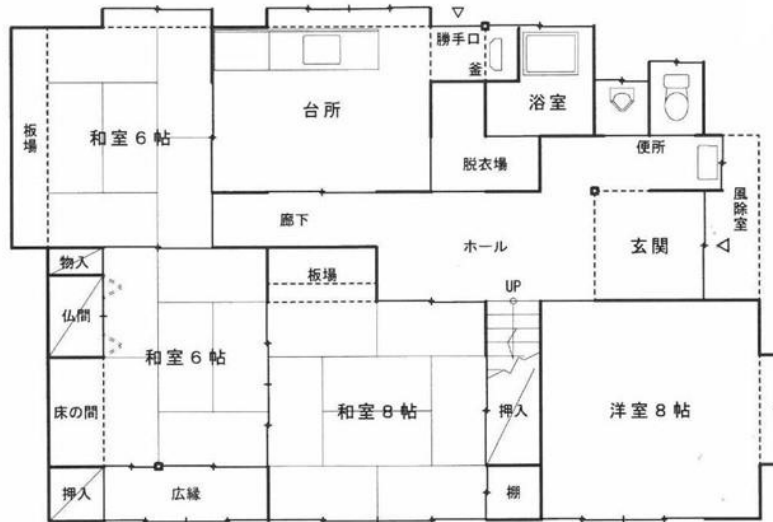 勝手口
釜
台所
浴室
板場
和室6帖
脱衣場
便所
風除室
廊下
ホール
玄関
物入
板場
UP
仏間
和室6帖
床の間
和室8帖
押入
洋室8帖
押入
広縁
棚